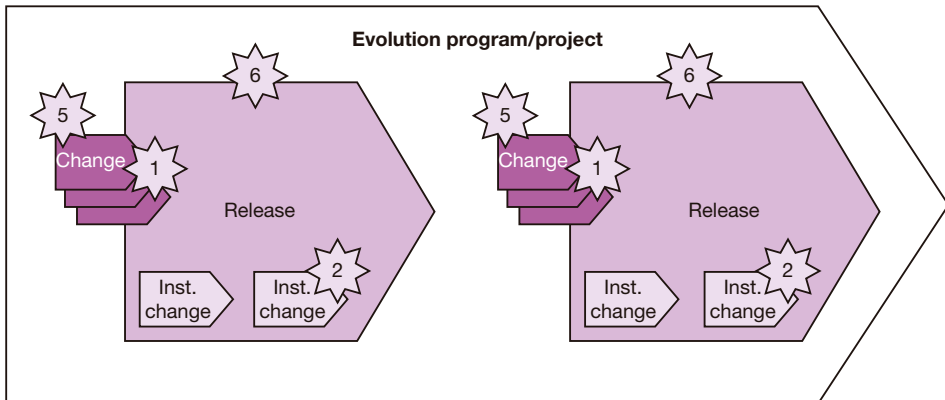 Evolution program/project
6
5
Change
1
Release
2
Inst.
change
Inst.
change
6
5
Change
1
Release
2
Inst.
change
Inst.
change